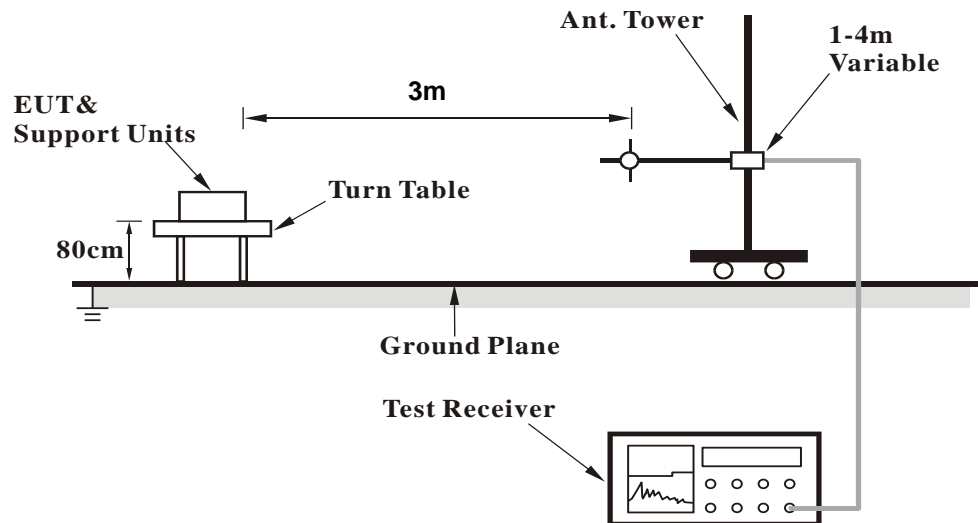 Ant. Tower
1-4m
Variable
3m
EUT&
Support Units
Turn Table
80cm
Ground Plane
Test Receiver